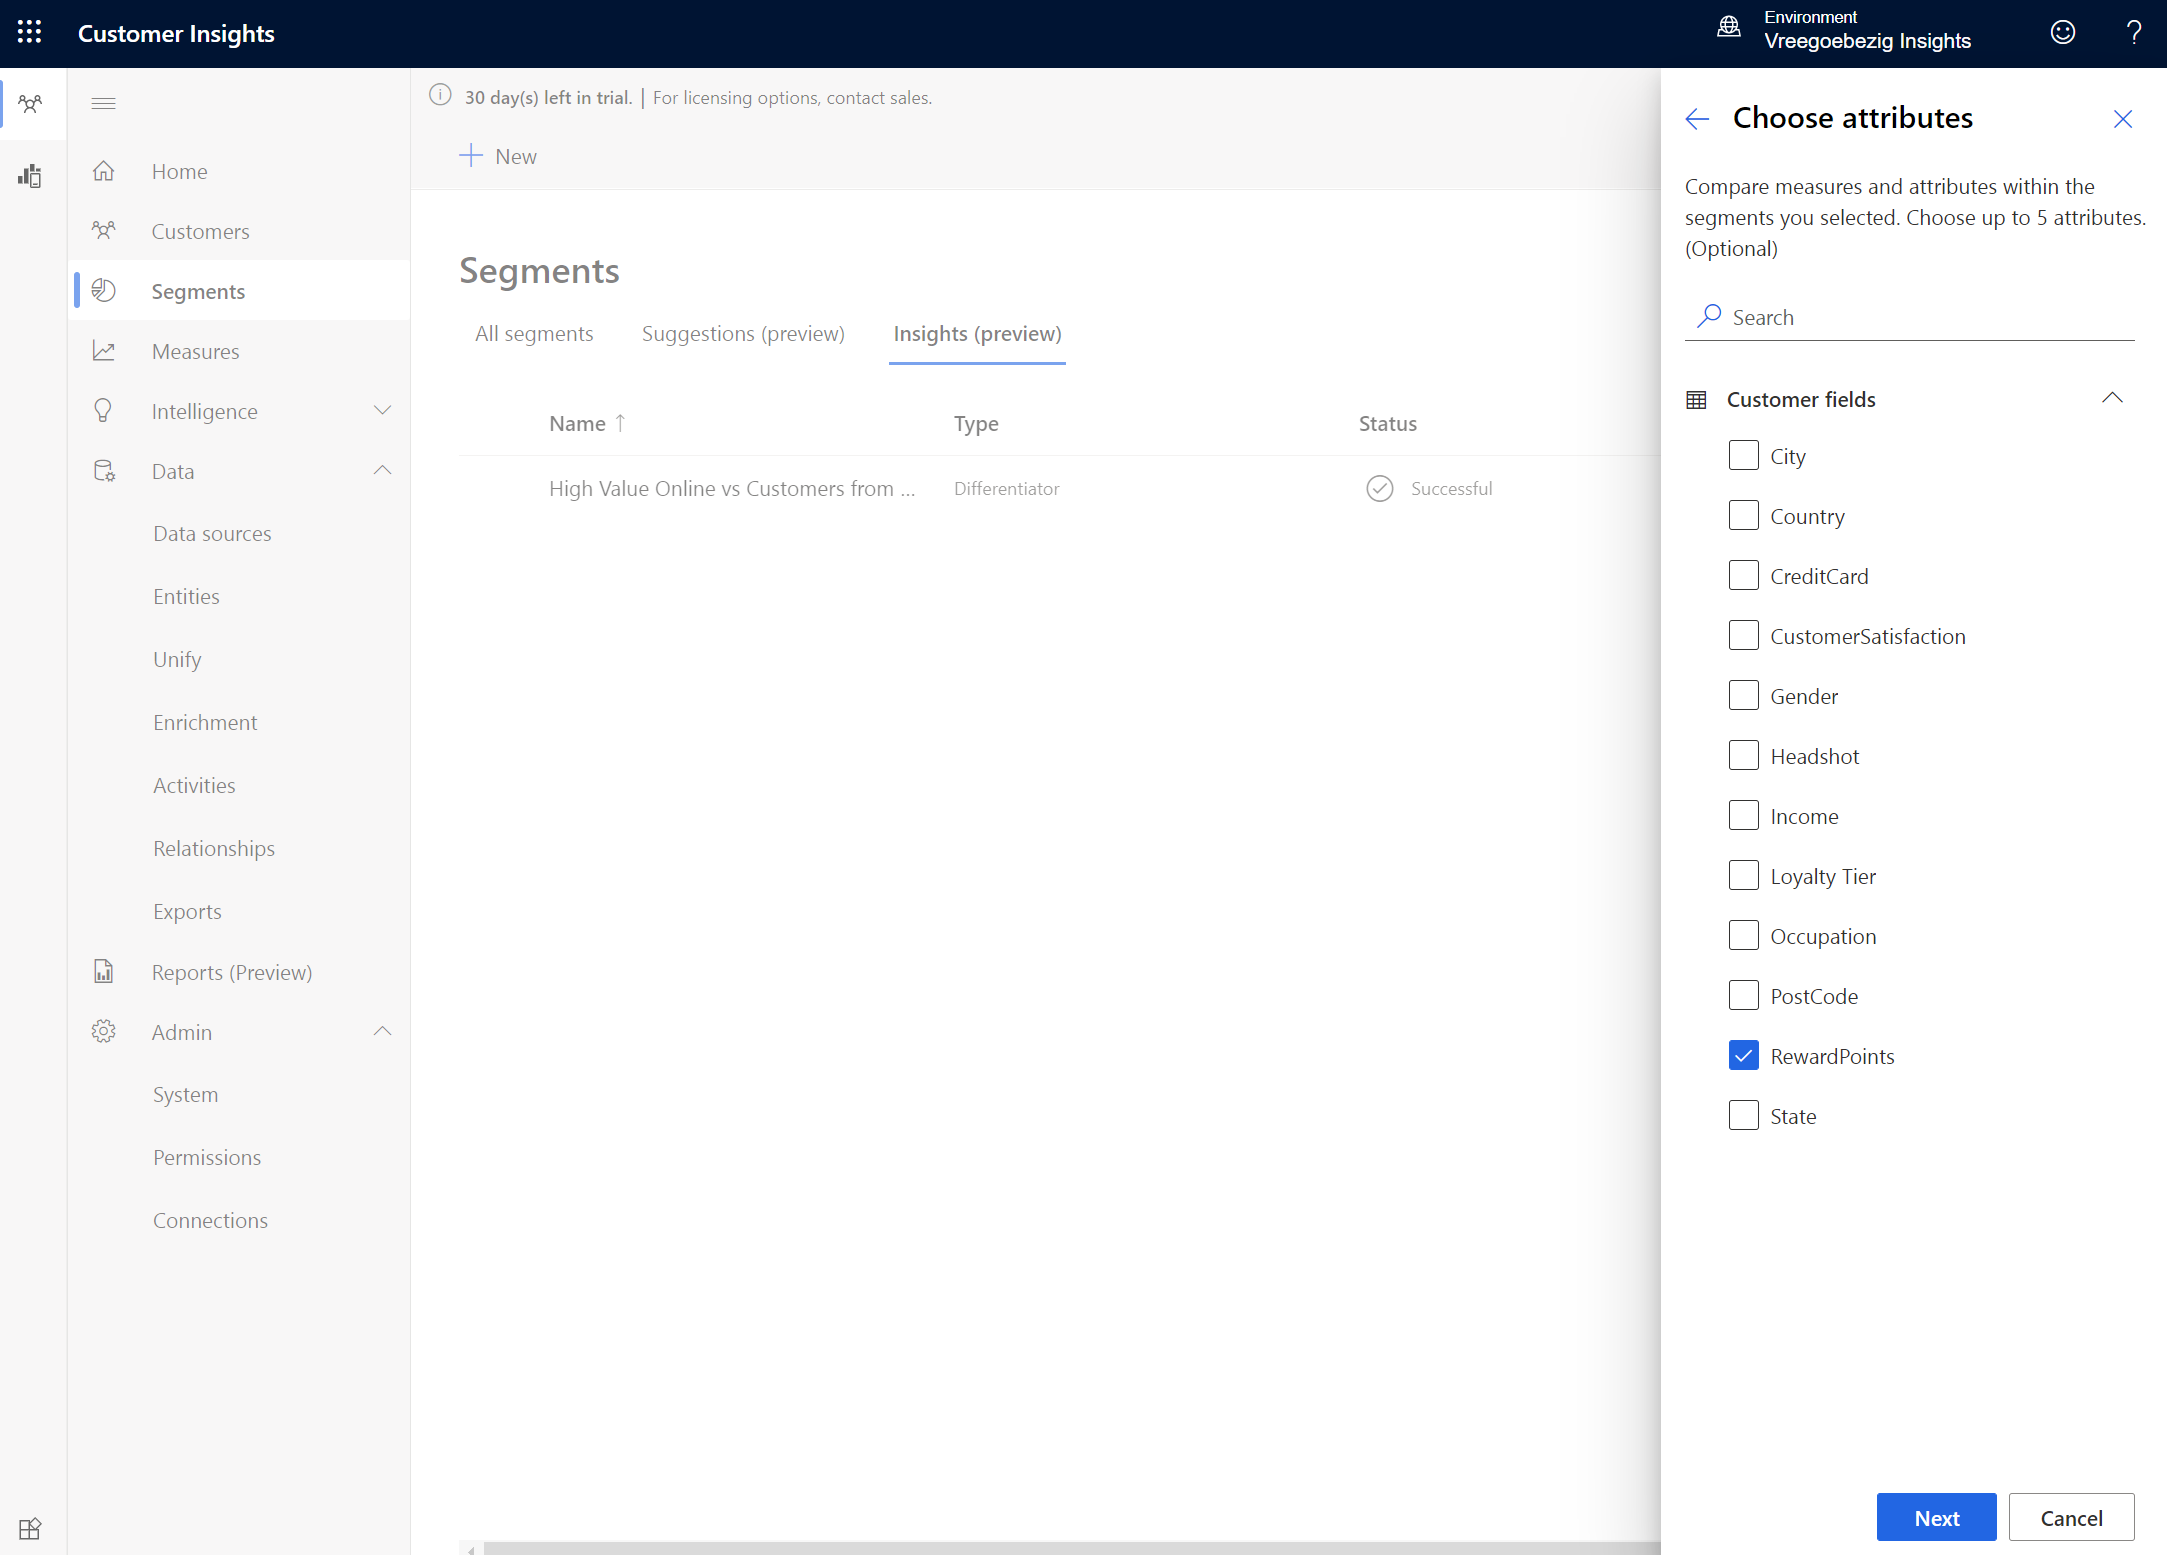 Customer Insights
Environment
Vreegoebezig Insights
?
30 day(s) left in trial. | For licensing options, contact sales.
New
Home
Customers
Segments
Measures
Intelligence
Data
Data sources
Entities
Unify
Enrichment
Activities
Relationships
Exports
Reports (Preview)
Admin
System
Permissions
Connections
Segments
All segments Suggestions (preview) Insights (preview)
Name ↑ Type Status
High Value Online vs Customers from ... Differentiator Successful
Choose attributes
Compare measures and attributes within the
segments you selected. Choose up to 5 attributes.
(Optional)
Search
Customer fields
City
Country
CreditCard
CustomerSatisfaction
Gender
Headshot
Income
Loyalty Tier
Occupation
PostCode
RewardPoints
State
Next Cancel